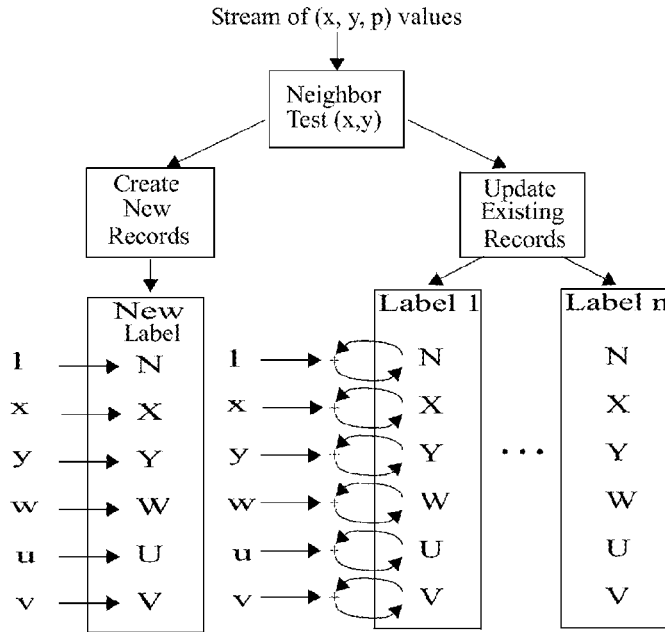 Stream of (x, y, p) values
Neighbor
Test (x,y)
Create
New
Records
Update
Existing
Records
New
Label
Label 1
Label n
l N l N N
x X x X X
y Y y Y ... Y
w W w W W
u U u U U
v V v V V